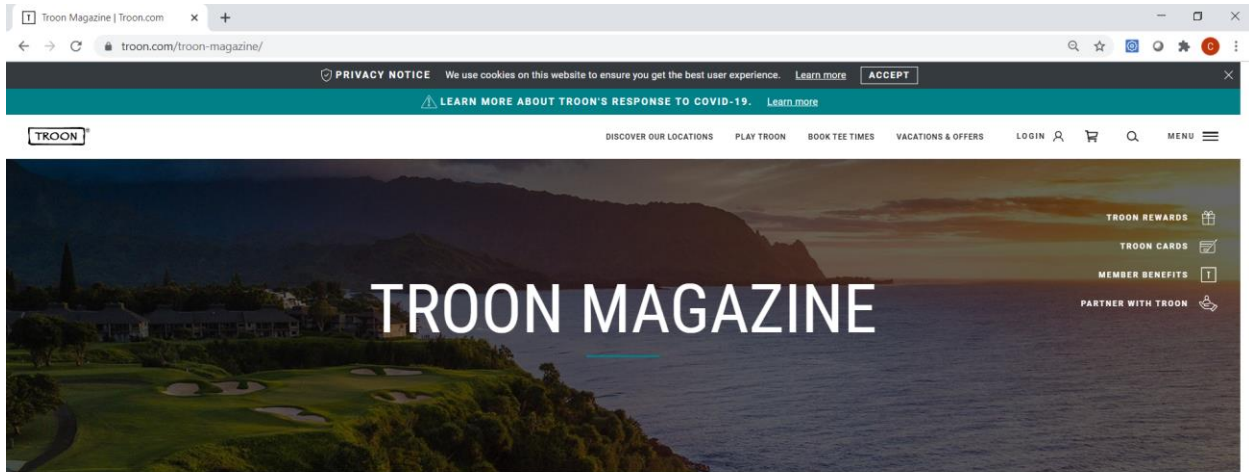 Troon Magazine | Troon.com
troon.com/troon-magazine/
C
PRIVACY NOTICE We use cookies on this website to ensure you get the best user experience. Learn more ACCEPT
LEARN MORE ABOUT TROON'S RESPONSE TO COVID-19. Learn more
TROON®
DISCOVER OUR LOCATIONS PLAY TROON BOOK TEE TIMES VACATIONS & OFFERS LOGIN MENU
TROON REWARDS
TROON CARDS
MEMBER BENEFITS
PARTNER WITH TROON
TROON MAGAZINE